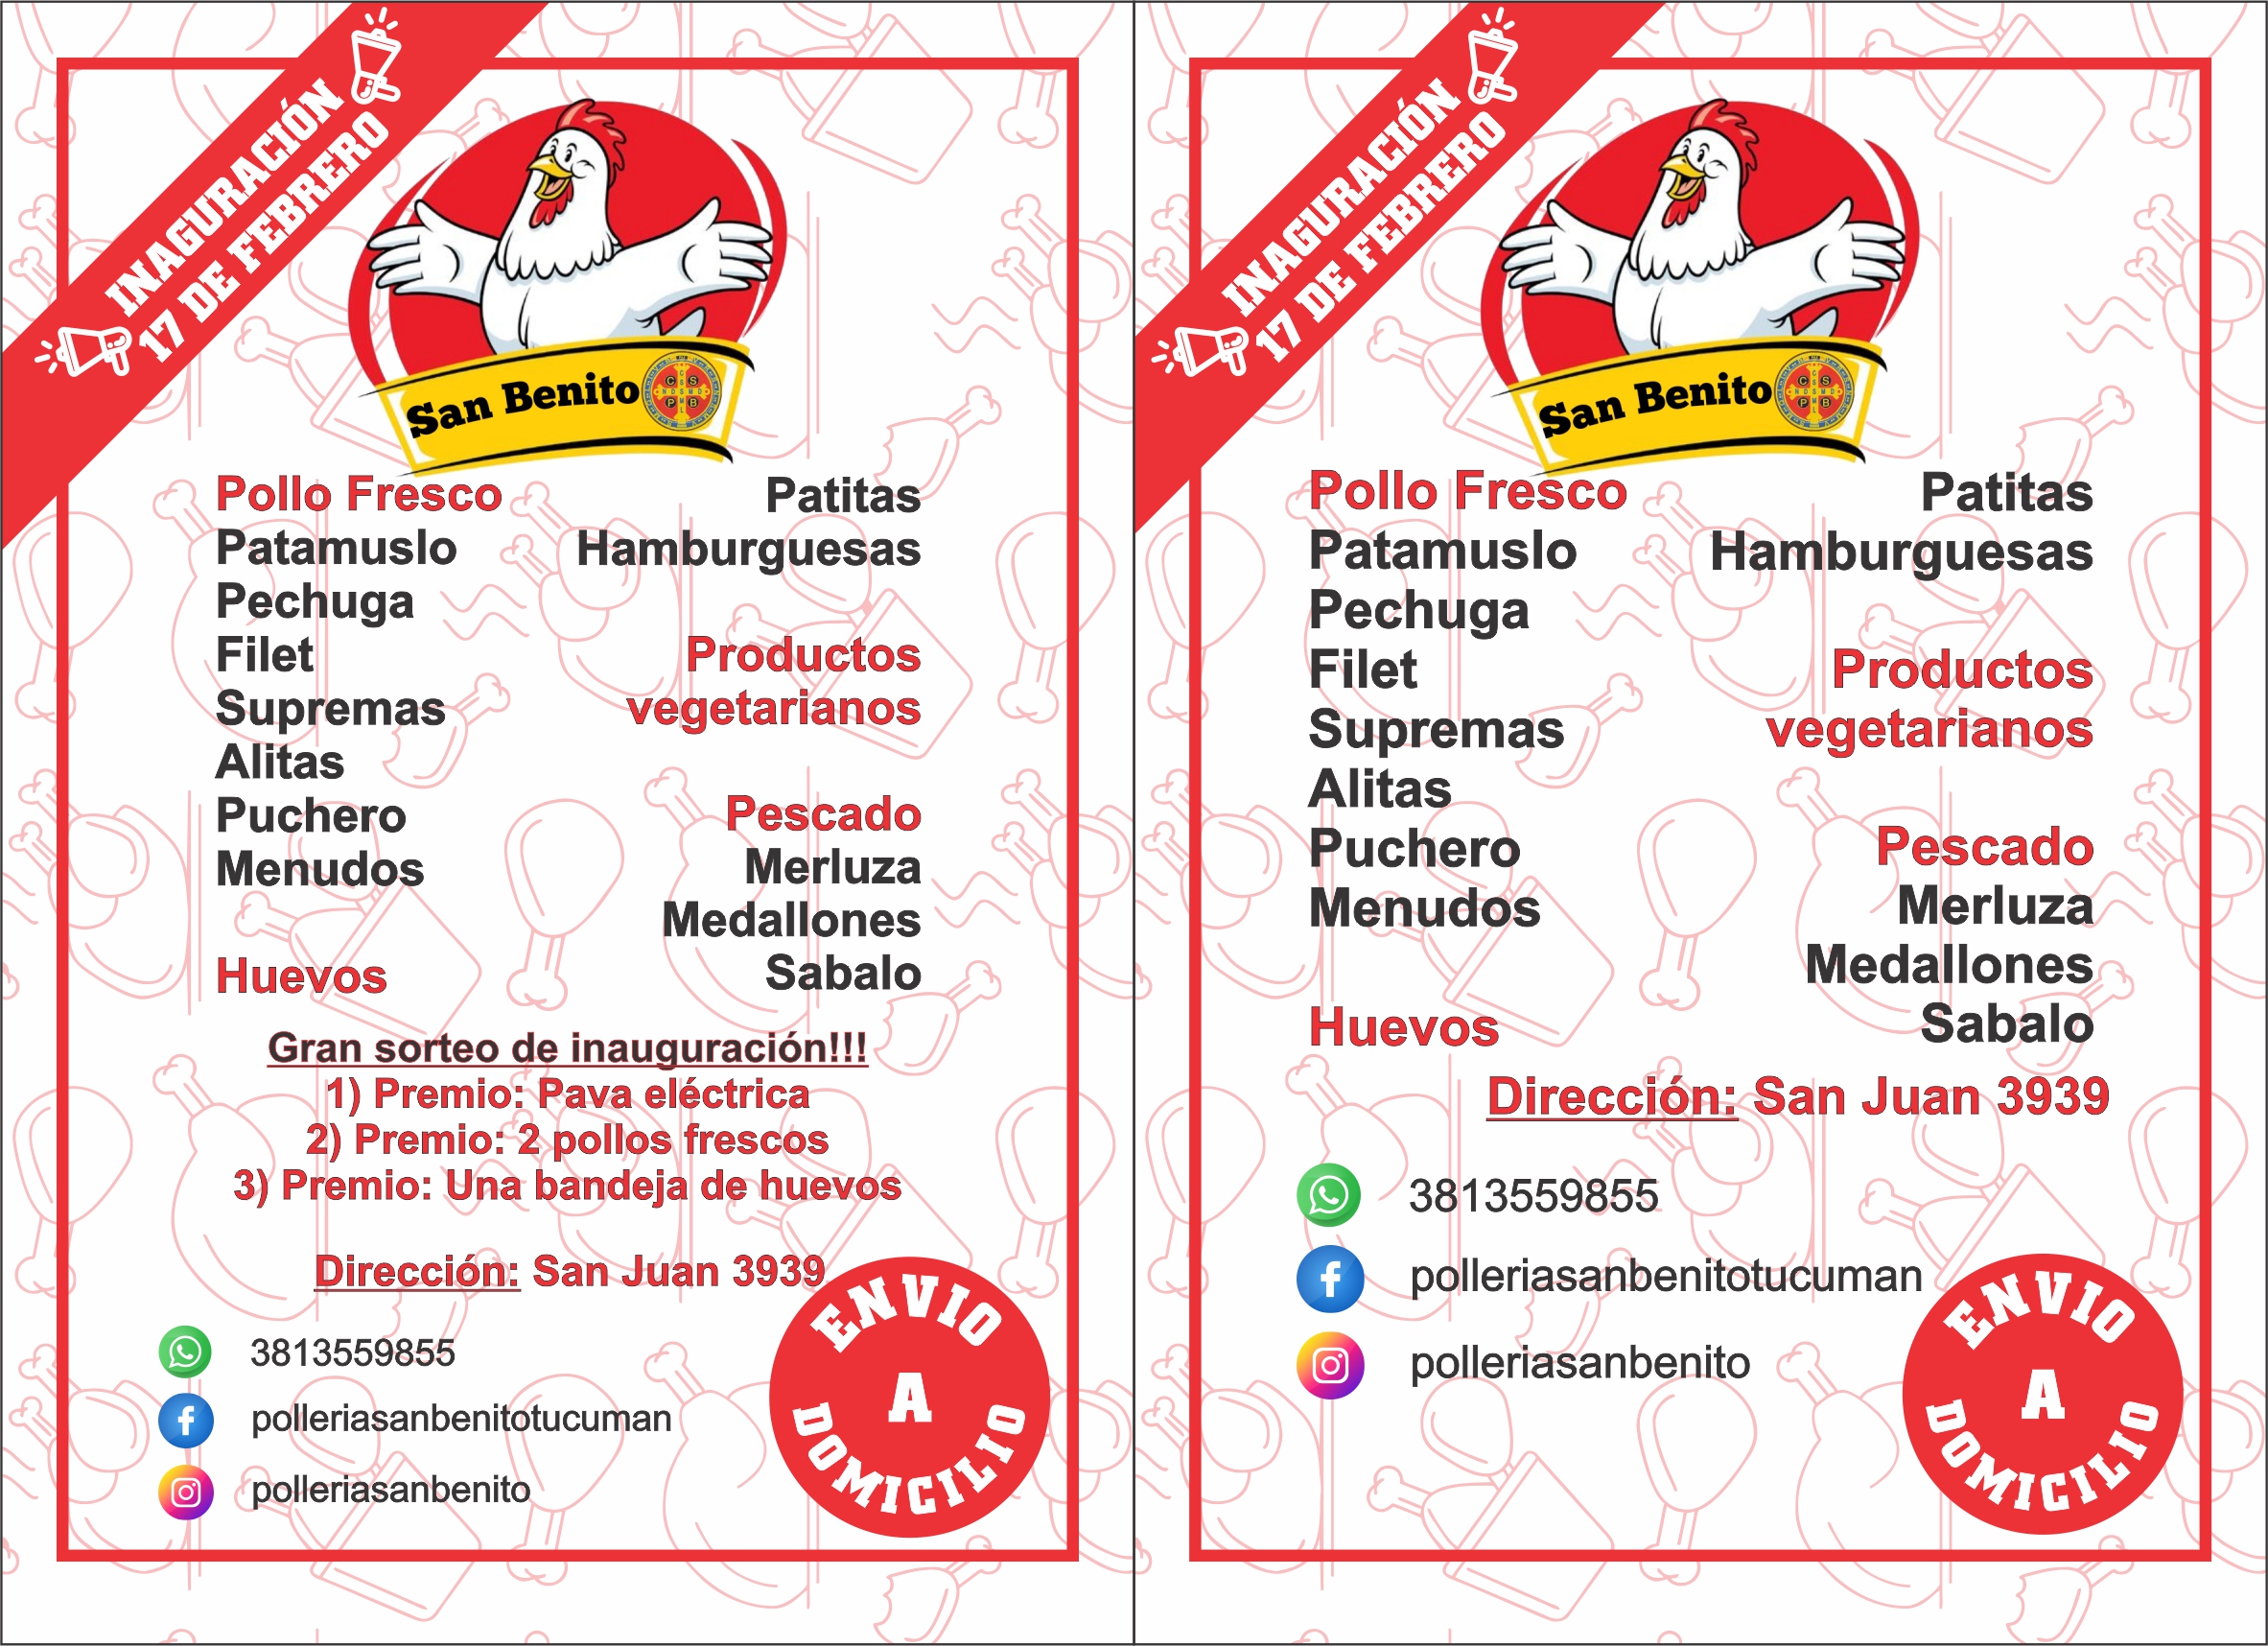 INAGURACIÓN
17 DE FEBRERO
San Benito
C S
P B
Pollo Fresco
Patamuslo
Pechuga
Filet
Supremas
Alitas
Puchero
Menudos
Huevos
Patitas
Hamburguesas
Productos
vegetarianos
Pescado
Merluza
Medallones
Sabalo
Gran sorteo de inauguración!!!
1) Premio: Pava eléctrica
2) Premio: 2 pollos frescos
3) Premio: Una bandeja de huevos
Dirección: San Juan 3939
3813559855
polleriasanbenitotucuman
polleriasanbenito
ENVIO
A
DOMICILIO
INAGURACIÓN
17 DE FEBRERO
San Benito
C S
P B
Pollo Fresco
Patamuslo
Pechuga
Filet
Supremas
Alitas
Puchero
Menudos
Huevos
Patitas
Hamburguesas
Productos
vegetarianos
Pescado
Merluza
Medallones
Sabalo
Dirección: San Juan 3939
3813559855
polleriasanbenitotucuman
polleriasanbenito
ENVIO
A
DOMICILIO